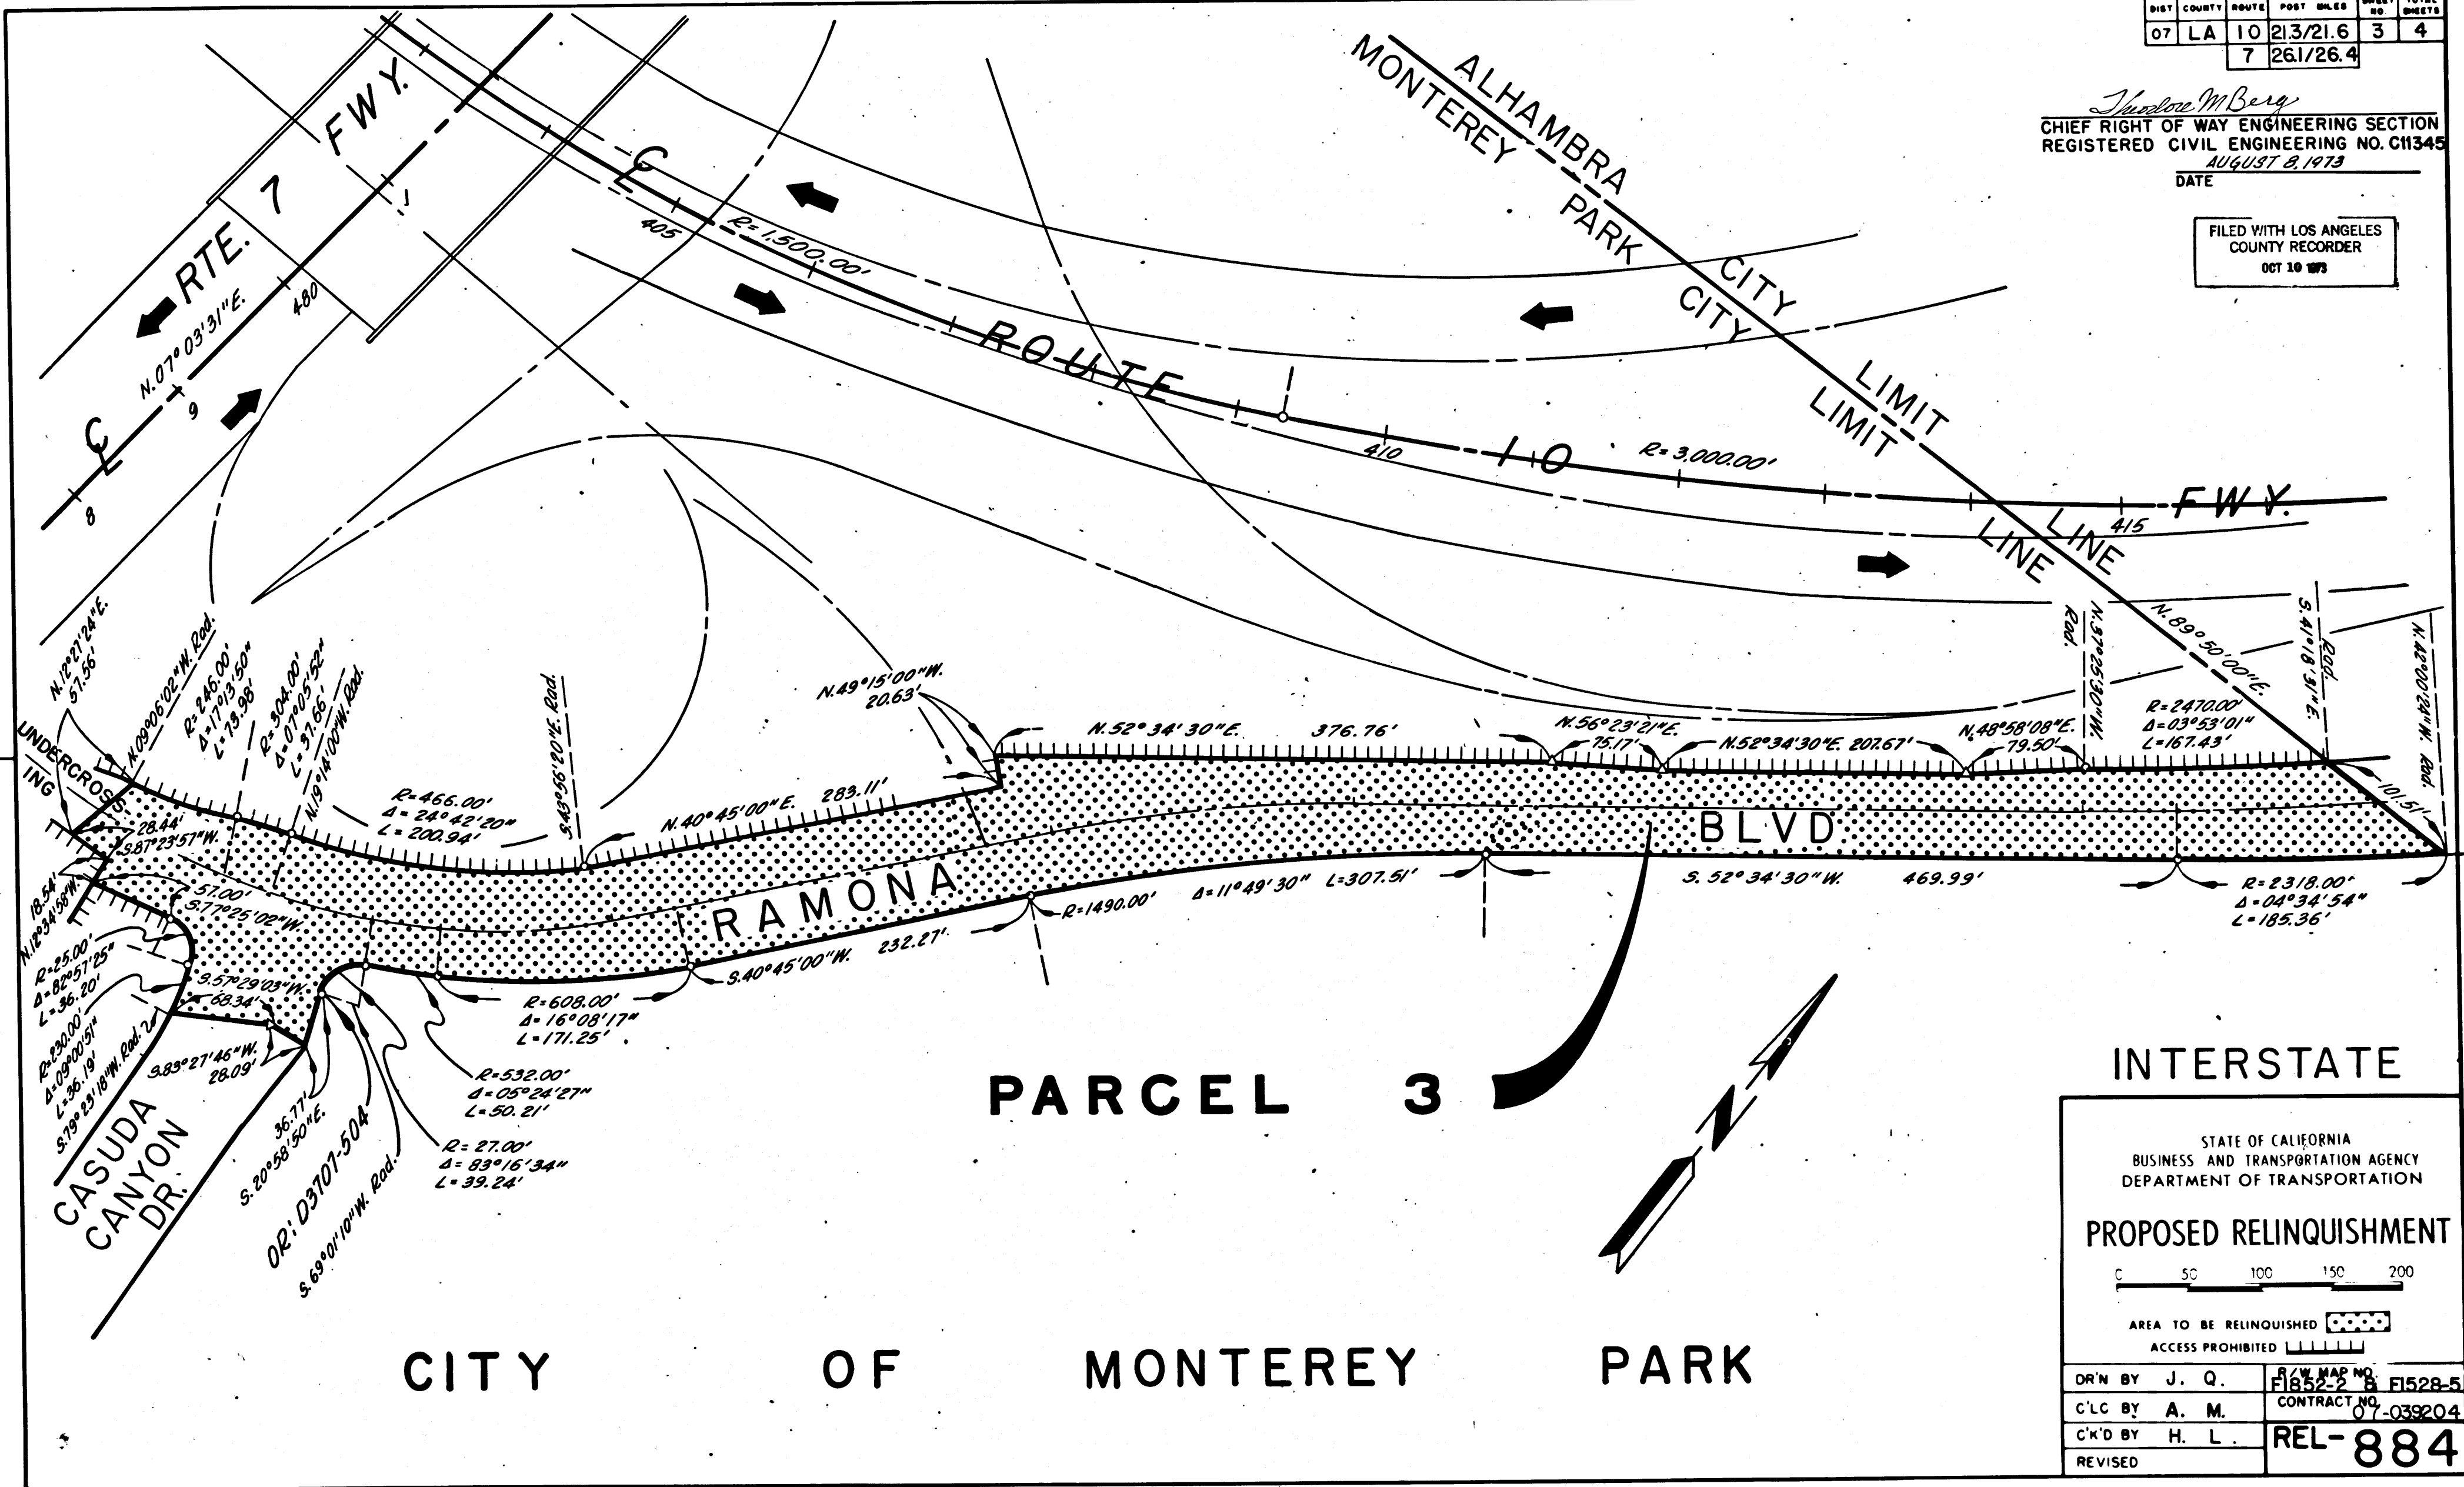 DIST COUNTY ROUTE POST MILES SHEET NO. TOTAL SHEETS
07 LA 10 21.3/21.6 3 4
7 26.1/26.4
Theodore M Berg
CHIEF RIGHT OF WAY ENGINEERING SECTION
REGISTERED CIVIL ENGINEERING NO. C11345
AUGUST 8, 1973
DATE
FILED WITH LOS ANGELES
COUNTY RECORDER
OCT 10 1973
RTE. 7 FWY.
N.07°03'31"E.
480
1
9
8
CL
CL
405
R=1,500.00'
ROUTE 10 FWY.
410
R=3,000.00'
415
ALHAMBRA CITY LIMIT LINE
MONTEREY PARK CITY LIMIT LINE
N.89°50'00"E.
N.12°27'24"E.
57.56'
UNDERCROSS-
ING
N.09°06'02"W. Rad.
R=246.00'
Δ=17°13'50"
L=73.98'
R=304.00'
Δ=07°05'52"
L=37.66'
N.19°14'00"W. Rad.
R=466.00'
Δ=24°42'20"
L=200.94'
S.43°56'20"E. Rad.
N.40°45'00"E. 283.11'
N.49°15'00"W.
20.63'
N.52°34'30"E. 376.76'
N.56°23'21"E.
75.17'
N.52°34'30"E. 207.67'
N.48°58'08"E.
79.50'
N.37°25'30"W.
Rad.
R=2470.00'
Δ=03°53'01"
L=167.43'
S.41°18'31"E.
Rad.
N.42°00'24"W. Rad.
101.51'
28.44'
S.87°23'57"W.
18.54'
N.12°34'58"W.
57.00'
S.77°25'02"W.
R=25.00'
Δ=82°57'25"
L=36.20'
R=230.00'
Δ=09°00'51"
L=36.19'
S.79°23'18"W. Rad.
S.57°29'03"W.
68.34'
S.83°27'46"W.
28.09'
36.77'
S.20°58'50"E.
OR: D3707-504
S.69°01'10"W. Rad.
R=27.00'
Δ=83°16'34"
L=39.24'
R=532.00'
Δ=05°24'27"
L=50.21'
R=608.00'
Δ=16°08'17"
L=171.25'
S.40°45'00"W. 232.27'
R=1490.00' Δ=11°49'30" L=307.51'
S. 52°34'30"W. 469.99'
R=2318.00'
Δ=04°34'54"
L=185.36'
RAMONA BLVD
CASUDA
CANYON
DR.
PARCEL 3
N
CITY OF MONTEREY PARK
INTERSTATE
STATE OF CALIFORNIA
BUSINESS AND TRANSPORTATION AGENCY
DEPARTMENT OF TRANSPORTATION
PROPOSED RELINQUISHMENT
0 50 100 150 200
AREA TO BE RELINQUISHED
ACCESS PROHIBITED
DR'N BY J. Q.
R/W MAP NO.
F1852-2 & F1528-5
C'LC BY A. M.
CONTRACT NO.
07-039204
C'K'D BY H. L.
REL-884
REVISED